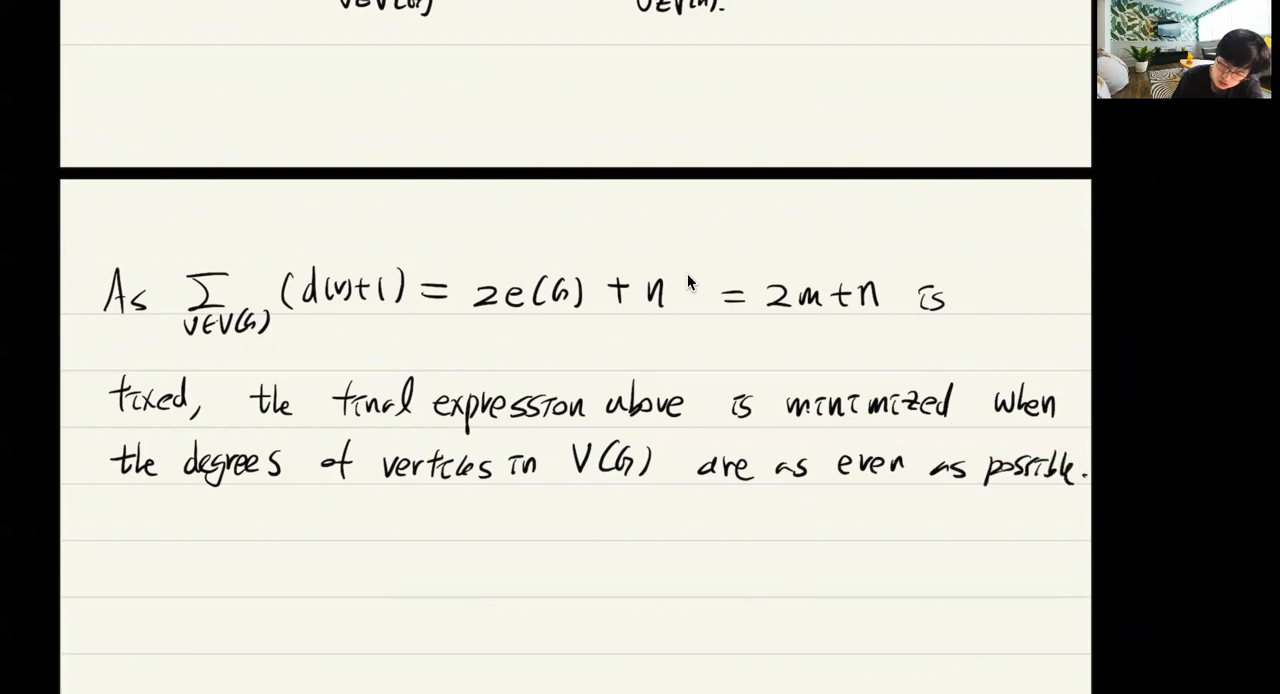 As ∑ (d(v)+1) = 2e(G) + n = 2m+n is
v∈V(G)
fixed, the final expression above is minimized when
the degrees of vertices in V(G) are as even as possible.